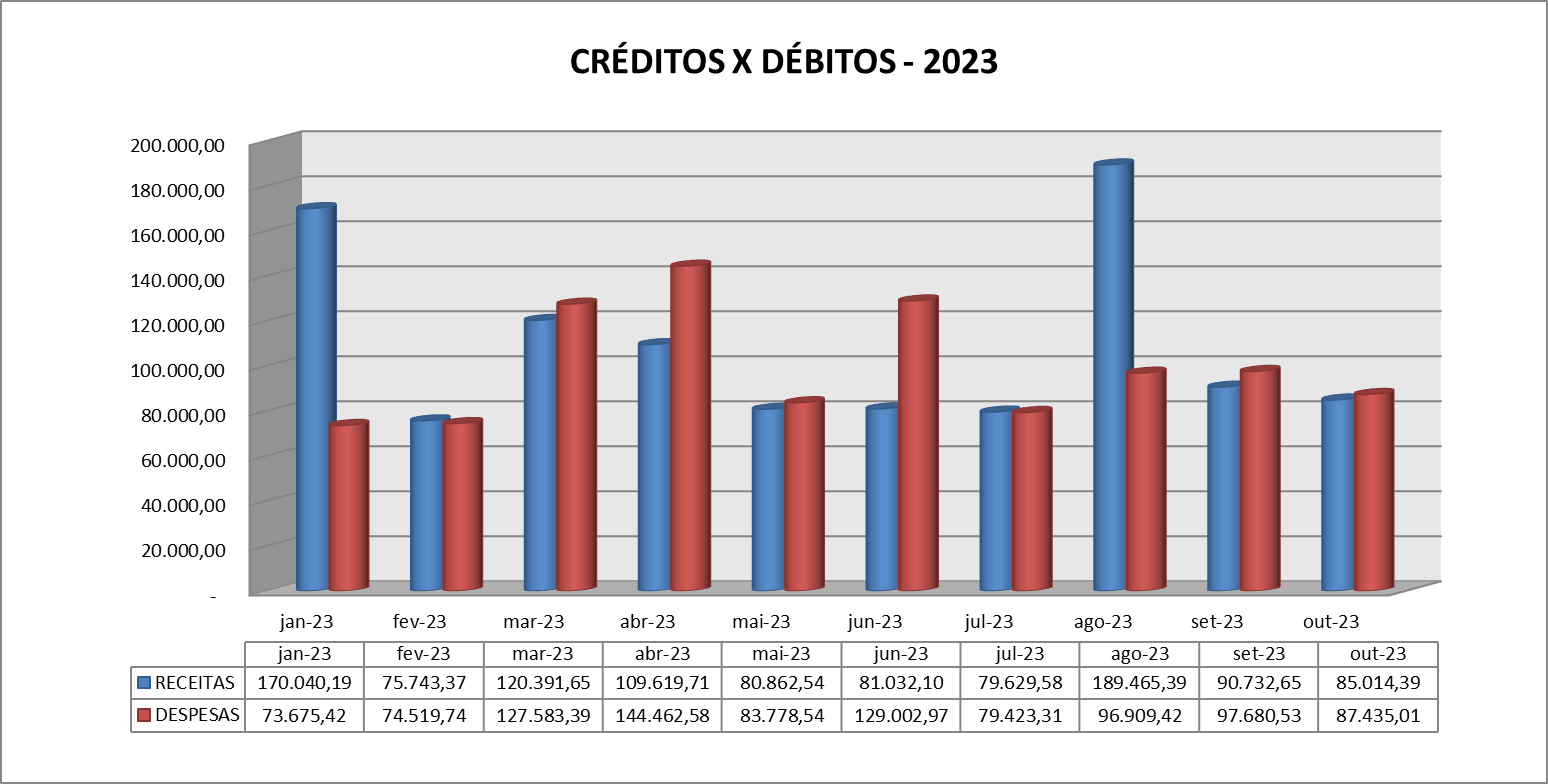 CRÉDITOS X DÉBITOS - 2023
200.000,00
180.000,00
160.000,00
140.000,00
120.000,00
100.000,00
80.000,00
60.000,00
40.000,00
20.000,00
-
jan-23 fev-23 mar-23 abr-23 mai-23 jun-23 jul-23 ago-23 set-23 out-23
jan-23 fev-23 mar-23 abr-23 mai-23 jun-23 jul-23 ago-23 set-23 out-23
RECEITAS 170.040,19 75.743,37 120.391,65 109.619,71 80.862,54 81.032,10 79.629,58 189.465,39 90.732,65 85.014,39
DESPESAS 73.675,42 74.519,74 127.583,39 144.462,58 83.778,54 129.002,97 79.423,31 96.909,42 97.680,53 87.435,01